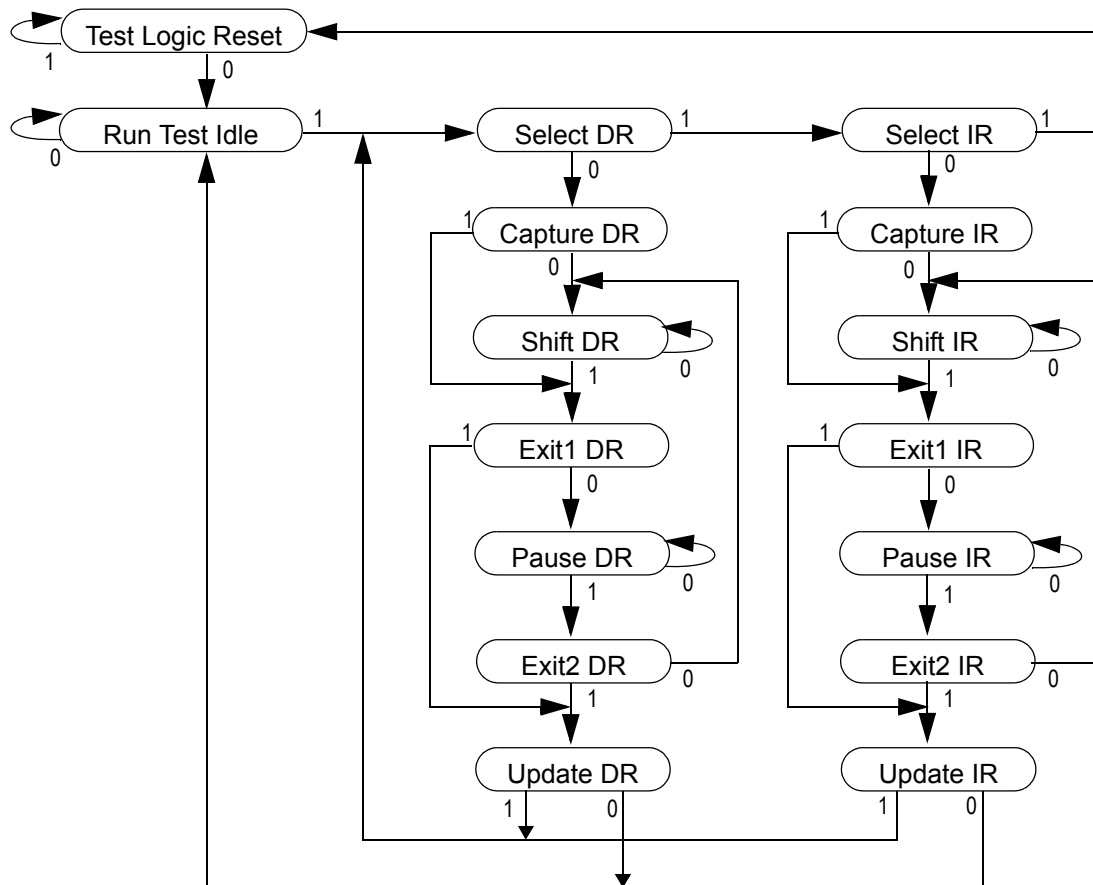 Test Logic Reset
1
0
Run Test Idle
0
1
Select DR
1
Select IR
1
0
0
1
Capture DR
1
Capture IR
0
0
Shift DR
0
Shift IR
0
1
1
1
Exit1 DR
1
Exit1 IR
0
0
Pause DR
0
Pause IR
0
1
1
Exit2 DR
0
Exit2 IR
0
1
1
Update DR
Update IR
1
0
1
0